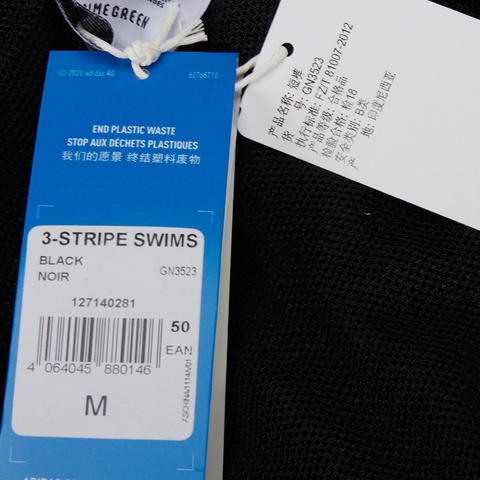 PRIMEGREEN
© 2020 adidas AG 62768710
END PLASTIC WASTE
STOP AUX DÉCHETS PLASTIQUES
我们的愿景 终结塑料废物
3-STRIPE SWIMS
BLACK
NOIR
GN3523
127140281
50
EAN
4 064045 880146
M
产品名称: 短裤
货 号: GN3523
执行标准: FZ/T 81007-2012
产品等级: 合格品
检验合格: 检18
安全类别: B类
产 地: 印度尼西亚